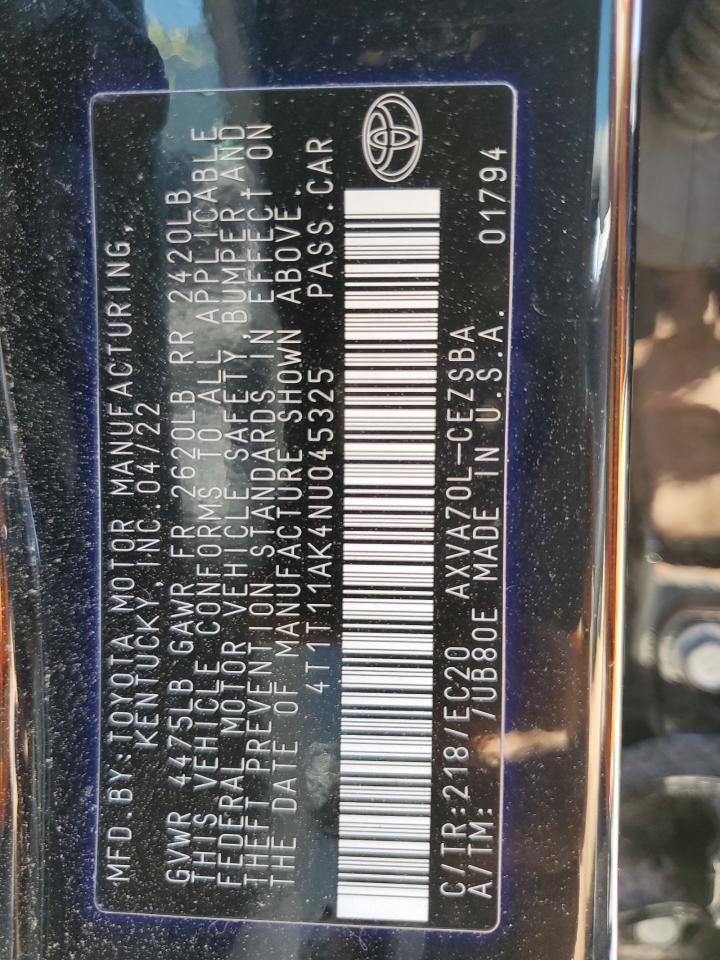 MFD.BY:TOYOTA MOTOR MANUFACTURING,
KENTUCKY,INC.04/22
GVWR 4475LB GAWR FR 2620LB RR 2420LB
THIS VEHICLE CONFORMS TO ALL APPLICABLE
FEDERAL MOTOR VEHICLE SAFETY,BUMPER,AND
THEFT PREVENTION STANDARDS IN EFFECT ON
THE DATE OF MANUFACTURE SHOWN ABOVE.
4T1T11AK4NU045325 PASS.CAR
C/TR:218/EC20 AXVA70L-CEZSBA
A/TM: /UB80E MADE IN U.S.A. 01794